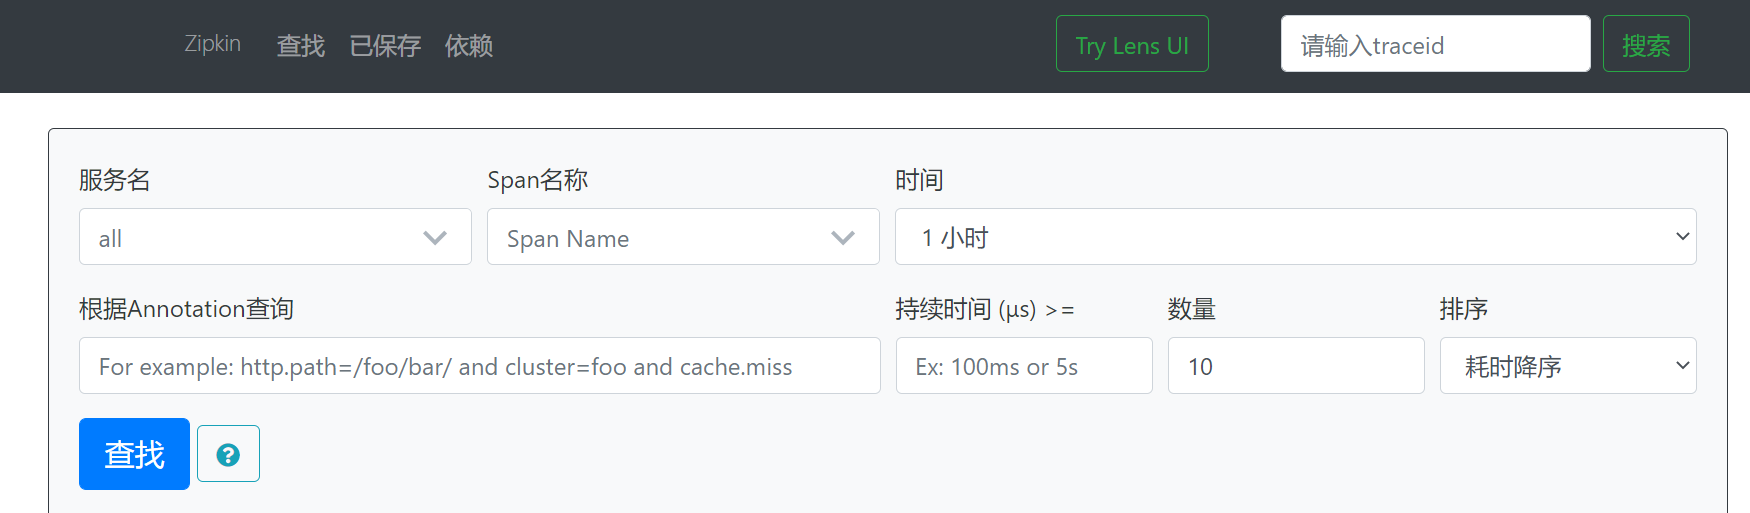 Zipkin 查找 已保存 依赖 Try Lens UI 请输入traceid 搜索
服务名 Span名称 时间
all Span Name 1 小时
根据Annotation查询 持续时间 (μs) >= 数量 排序
For example: http.path=/foo/bar/ and cluster=foo and cache.miss Ex: 100ms or 5s 10 耗时降序
查找 ?